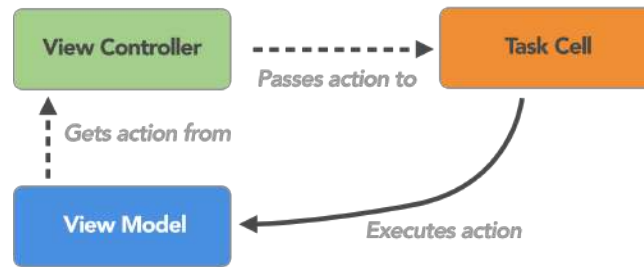 View Controller
Task Cell
Passes action to
Gets action from
View Model
Executes action